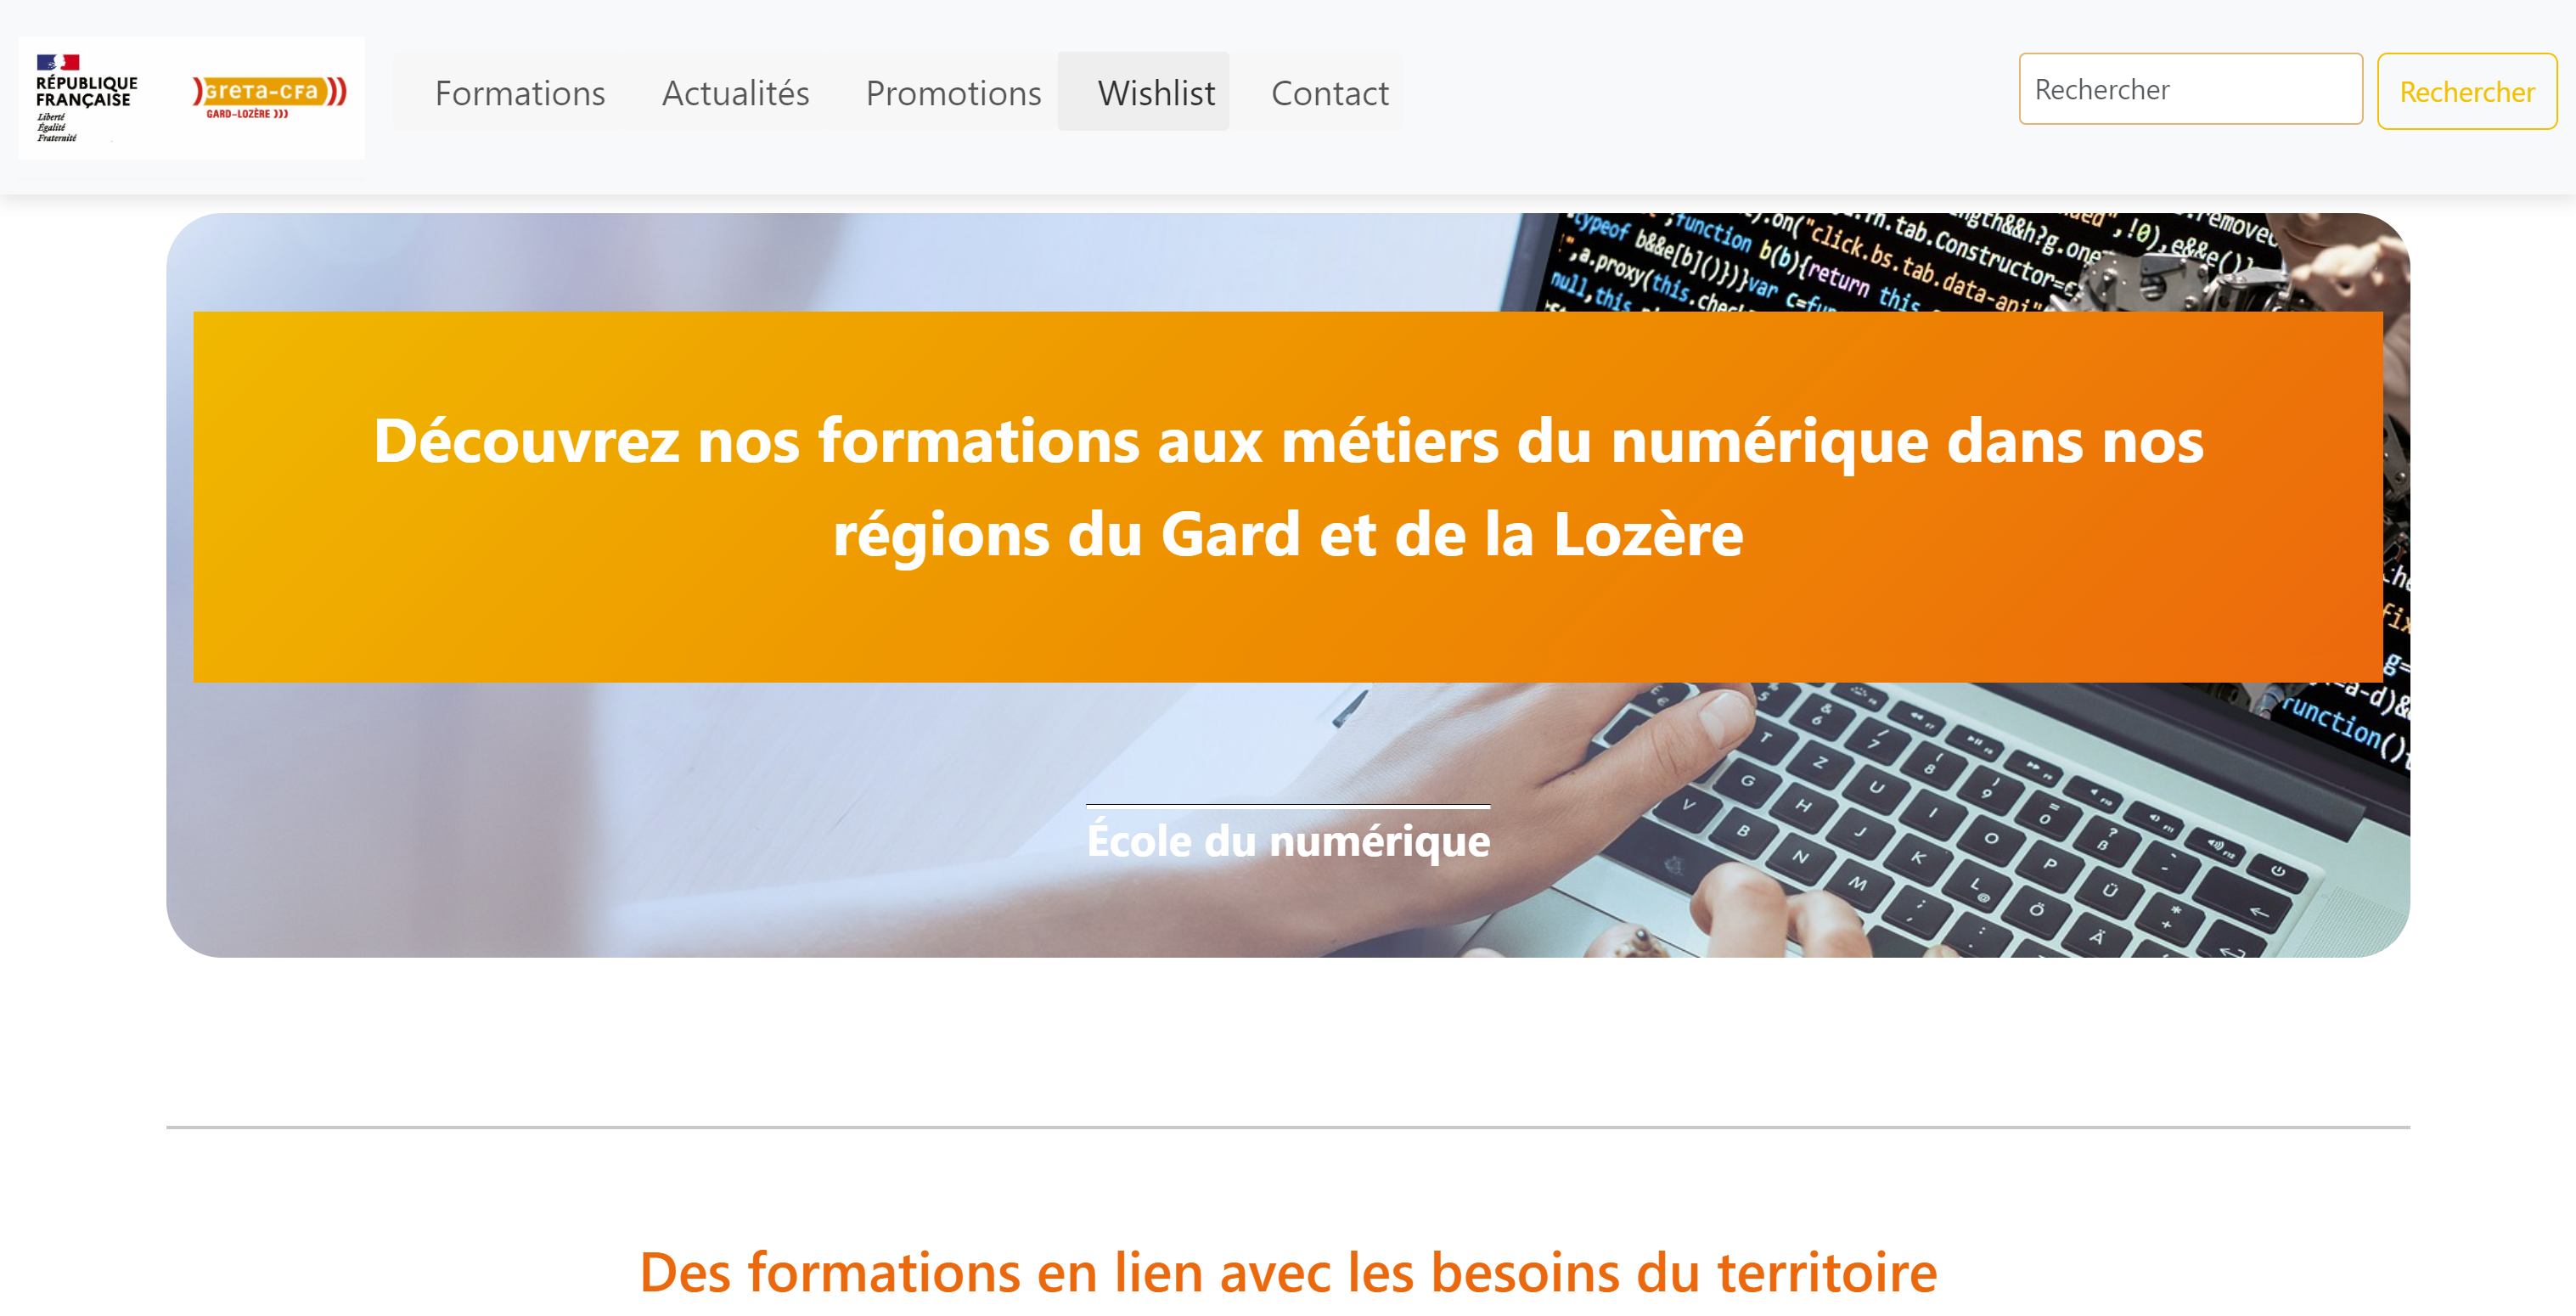 RÉPUBLIQUE
FRANÇAISE
Liberté
Égalité
Fraternité
GRETA-CFA
GARD-LOZÈRE )))
Formations
Actualités
Promotions
Wishlist
Contact
Rechercher
Rechercher
Découvrez nos formations aux métiers du numérique dans nos
régions du Gard et de la Lozère
École du numérique
Des formations en lien avec les besoins du territoire